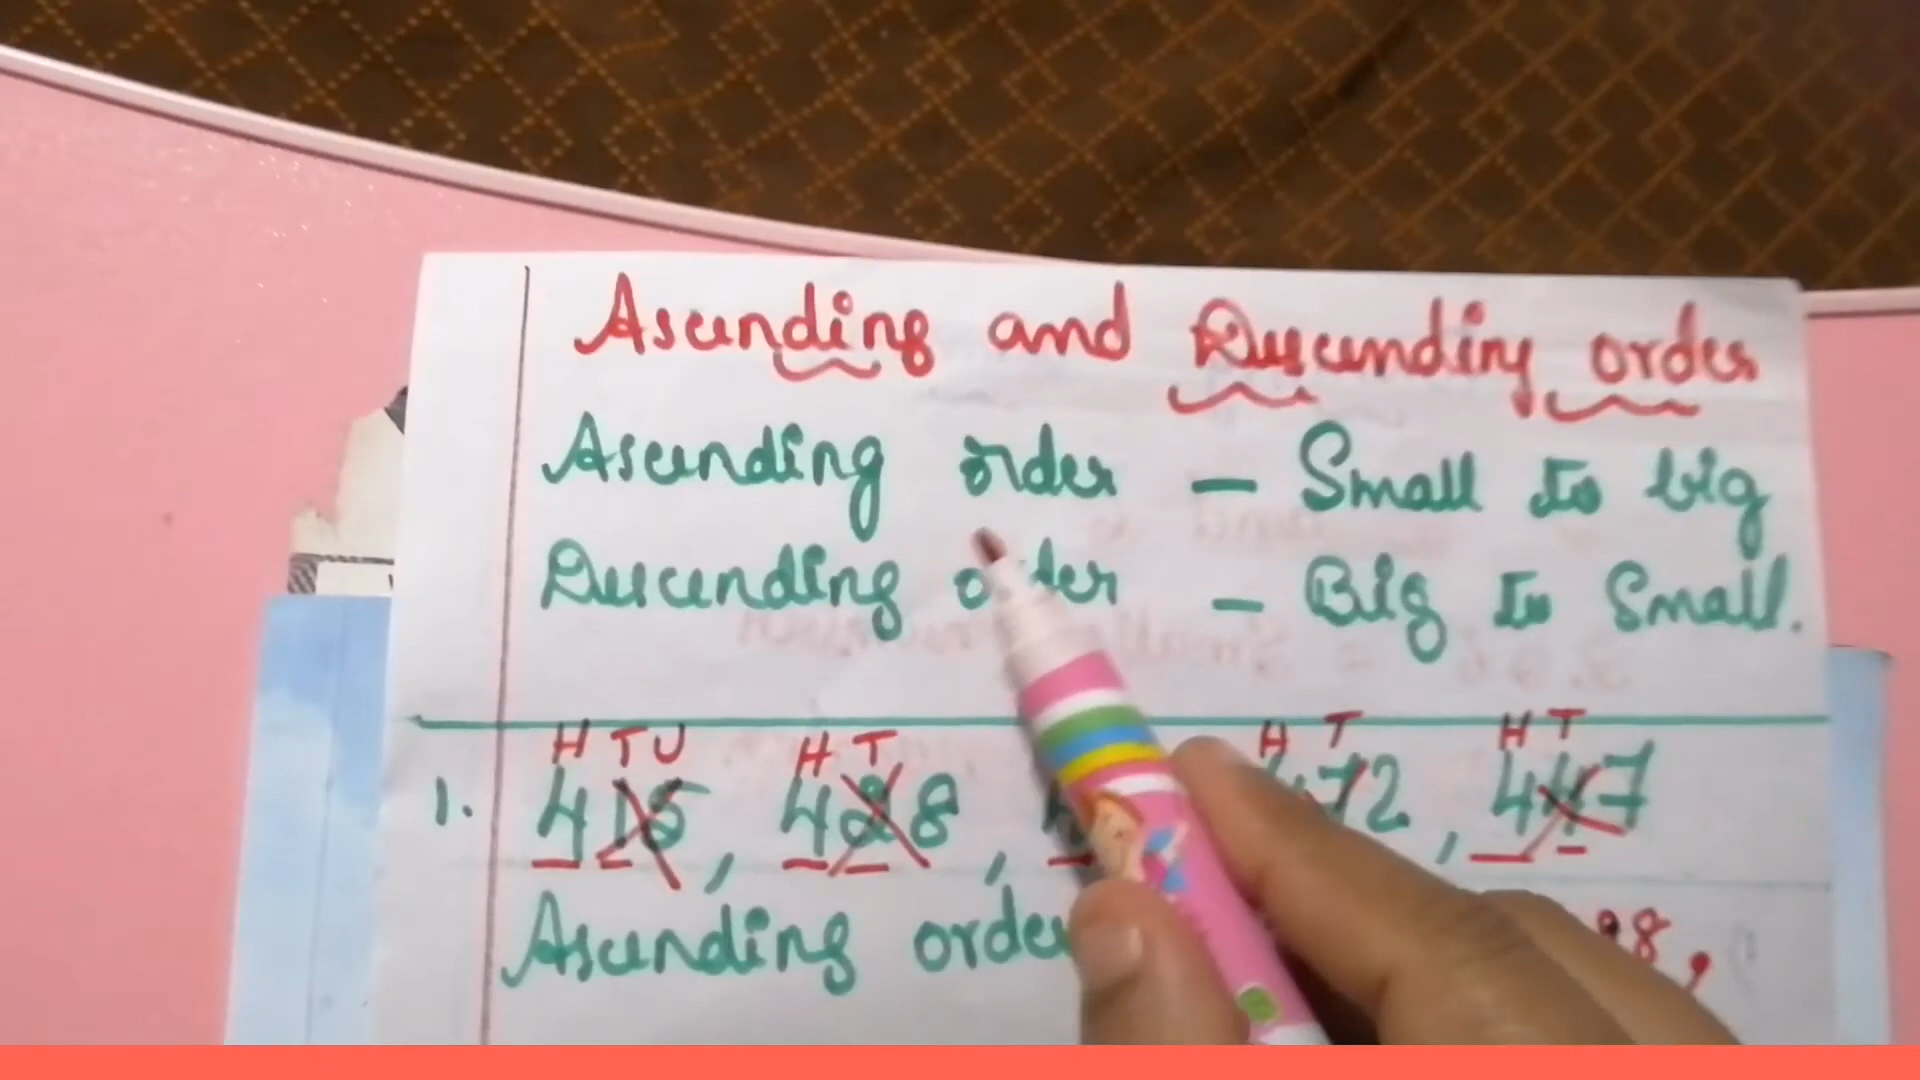 Ascending and Descending order
Ascending order – Small to big
Descending order – Big to Small.
H T U H T H T H T
1. 415, 428, 472, 447
Ascending order